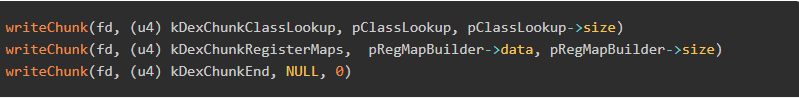 writeChunk(fd, (u4) kDexChunkClassLookup, pClassLookup, pClassLookup->size)
writeChunk(fd, (u4) kDexChunkRegisterMaps,  pRegMapBuilder->data, pRegMapBuilder->size)
writeChunk(fd, (u4) kDexChunkEnd, NULL, 0)